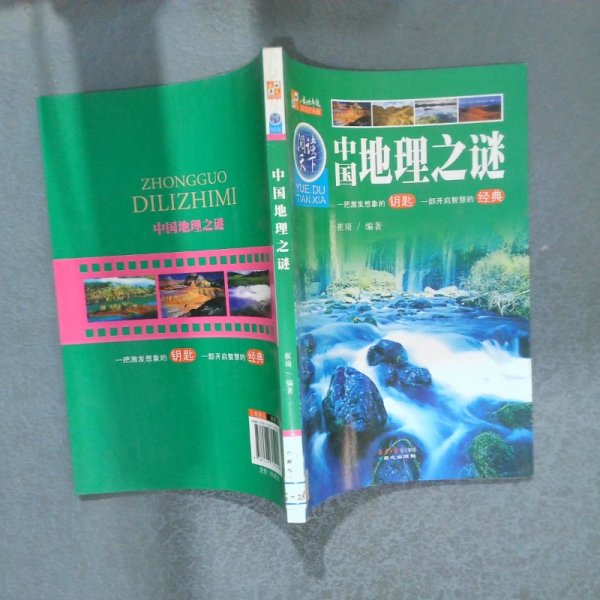 ZHONGGUO
DILIZHIMI
中国地理之谜
一把激发想象的 钥匙 一部开启智慧的 经典
中国地理之谜
崔琦/编著
阅读
天下
YUE DU
TIAN XIA
中国地理之谜
一把激发想象的 钥匙 一部开启智慧的 经典
崔琦 / 编著